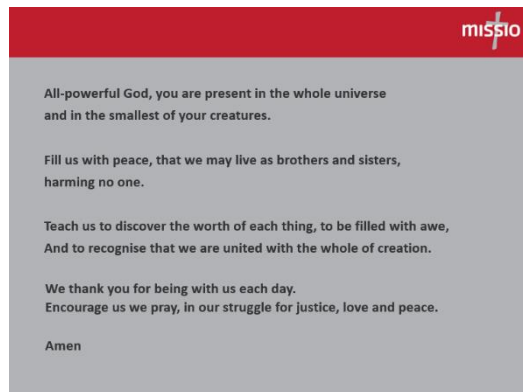 missio
All-powerful God, you are present in the whole universe
and in the smallest of your creatures.
Fill us with peace, that we may live as brothers and sisters,
harming no one.
Teach us to discover the worth of each thing, to be filled with awe,
And to recognise that we are united with the whole of creation.
We thank you for being with us each day.
Encourage us we pray, in our struggle for justice, love and peace.
Amen